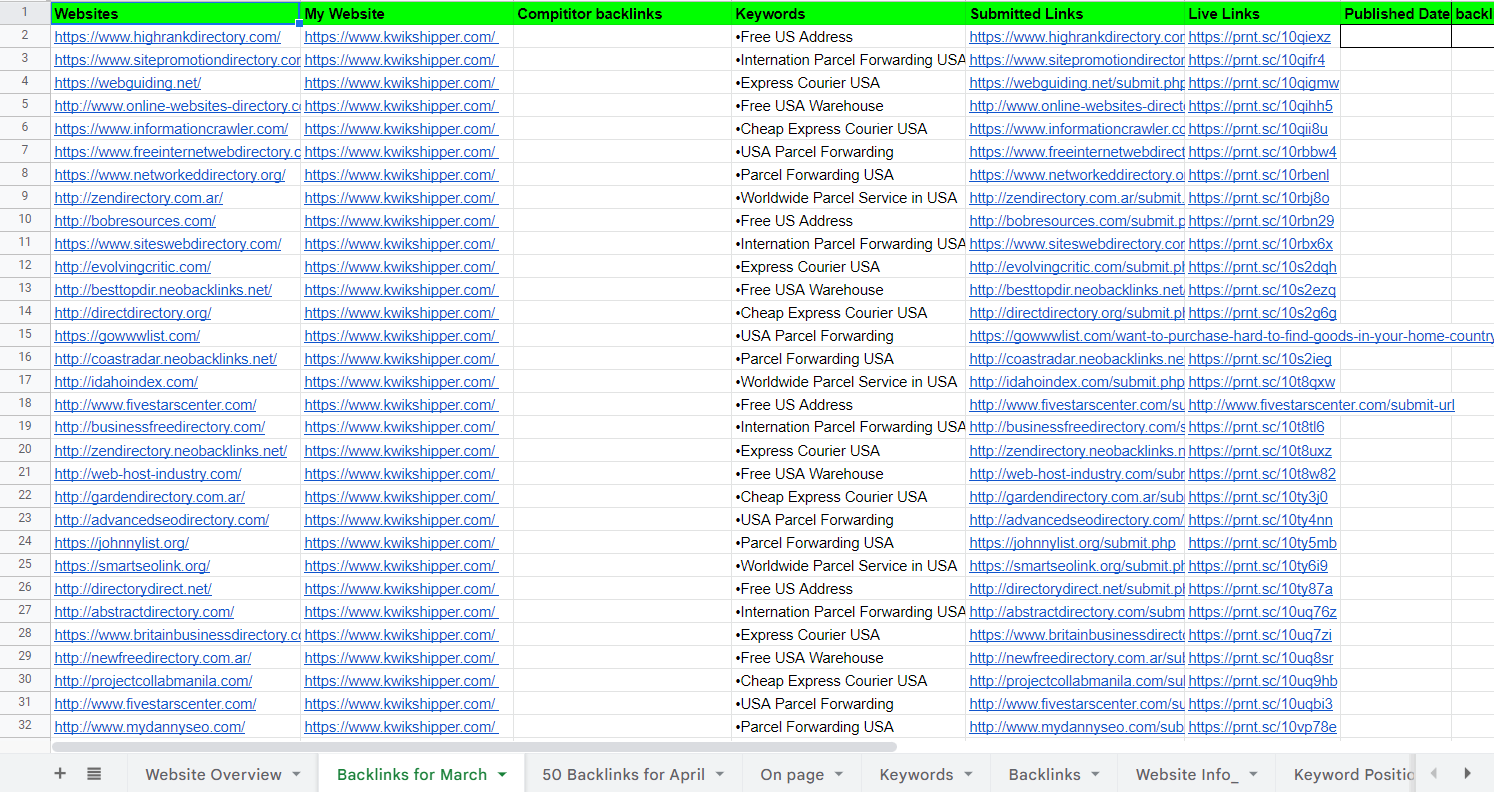 1 Websites My Website Compititor backlinks Keywords Submitted Links Live Links Published Date backl
2 https://www.highrankdirectory.com/ https://www.kwikshipper.com/ •Free US Address https://www.highrankdirectory.cor https://prnt.sc/10qiexz
3 https://www.sitepromotiondirectory.cor https://www.kwikshipper.com/ •Internation Parcel Forwarding USA https://www.sitepromotiondirector https://prnt.sc/10qifr4
4 https://webguiding.net/ https://www.kwikshipper.com/ •Express Courier USA https://webguiding.net/submit.php https://prnt.sc/10qigmw
5 http://www.online-websites-directory.co https://www.kwikshipper.com/ •Free USA Warehouse http://www.online-websites-direct https://prnt.sc/10qihh5
6 https://www.informationcrawler.com/ https://www.kwikshipper.com/ •Cheap Express Courier USA https://www.informationcrawler.cc https://prnt.sc/10qii8u
7 https://www.freeinternetwebdirectory.c https://www.kwikshipper.com/ •USA Parcel Forwarding https://www.freeinternetwebdirect https://prnt.sc/10rbbw4
8 https://www.networkeddirectory.org/ https://www.kwikshipper.com/ •Parcel Forwarding USA https://www.networkeddirectory.o https://prnt.sc/10rbenl
9 http://zendirectory.com.ar/ https://www.kwikshipper.com/ •Worldwide Parcel Service in USA http://zendirectory.com.ar/submit. https://prnt.sc/10rbj8o
10 http://bobresources.com/ https://www.kwikshipper.com/ •Free US Address http://bobresources.com/submit.p https://prnt.sc/10rbn29
11 https://www.siteswebdirectory.com/ https://www.kwikshipper.com/ •Internation Parcel Forwarding USA https://www.siteswebdirectory.cor https://prnt.sc/10rbx6x
12 http://evolvingcritic.com/ https://www.kwikshipper.com/ •Express Courier USA http://evolvingcritic.com/submit.pl https://prnt.sc/10s2dqh
13 http://besttopdir.neobacklinks.net/ https://www.kwikshipper.com/ •Free USA Warehouse http://besttopdir.neobacklinks.net/ https://prnt.sc/10s2ezq
14 http://directdirectory.org/ https://www.kwikshipper.com/ •Cheap Express Courier USA http://directdirectory.org/submit.pl https://prnt.sc/10s2g6g
15 https://gowwwlist.com/ https://www.kwikshipper.com/ •USA Parcel Forwarding https://gowwwlist.com/want-to-purchase-hard-to-find-goods-in-your-home-country
16 http://coastradar.neobacklinks.net/ https://www.kwikshipper.com/ •Parcel Forwarding USA http://coastradar.neobacklinks.ne https://prnt.sc/10s2ieg
17 http://idahoindex.com/ https://www.kwikshipper.com/ •Worldwide Parcel Service in USA http://idahoindex.com/submit.php https://prnt.sc/10t8qxw
18 http://www.fivestarscenter.com/ https://www.kwikshipper.com/ •Free US Address http://www.fivestarscenter.com/su http://www.fivestarscenter.com/submit-url
19 http://businessfreedirectory.com/ https://www.kwikshipper.com/ •Internation Parcel Forwarding USA http://businessfreedirectory.com/s https://prnt.sc/10t8tl6
20 http://zendirectory.neobacklinks.net/ https://www.kwikshipper.com/ •Express Courier USA http://zendirectory.neobacklinks.n https://prnt.sc/10t8uxz
21 http://web-host-industry.com/ https://www.kwikshipper.com/ •Free USA Warehouse http://web-host-industry.com/subr https://prnt.sc/10t8w82
22 http://gardendirectory.com.ar/ https://www.kwikshipper.com/ •Cheap Express Courier USA http://gardendirectory.com.ar/sub https://prnt.sc/10ty3j0
23 http://advancedseodirectory.com/ https://www.kwikshipper.com/ •USA Parcel Forwarding http://advancedseodirectory.com/ https://prnt.sc/10ty4nn
24 https://johnnylist.org/ https://www.kwikshipper.com/ •Parcel Forwarding USA https://johnnylist.org/submit.php https://prnt.sc/10ty5mb
25 https://smartseolink.org/ https://www.kwikshipper.com/ •Worldwide Parcel Service in USA https://smartseolink.org/submit.pl https://prnt.sc/10ty6i9
26 http://directorydirect.net/ https://www.kwikshipper.com/ •Free US Address http://directorydirect.net/submit.pl https://prnt.sc/10ty87a
27 http://abstractdirectory.com/ https://www.kwikshipper.com/ •Internation Parcel Forwarding USA http://abstractdirectory.com/subm https://prnt.sc/10uq76z
28 https://www.britainbusinessdirectory.co https://www.kwikshipper.com/ •Express Courier USA https://www.britainbusinessdirect https://prnt.sc/10uq7zi
29 http://newfreedirectory.com.ar/ https://www.kwikshipper.com/ •Free USA Warehouse http://newfreedirectory.com.ar/sul https://prnt.sc/10uq8sr
30 http://projectcollabmanila.com/ https://www.kwikshipper.com/ •Cheap Express Courier USA http://projectcollabmanila.com/sul https://prnt.sc/10uq9hb
31 https://www.fivestarscenter.com/ https://www.kwikshipper.com/ •USA Parcel Forwarding http://www.fivestarscenter.com/su https://prnt.sc/10uqbi3
32 http://www.mydannyseo.com/ https://www.kwikshipper.com/ •Parcel Forwarding USA http://www.mydannyseo.com/sub https://prnt.sc/10vp78e
Website Overview Backlinks for March 50 Backlinks for April On page Keywords Backlinks Website Info_ Keyword Positio